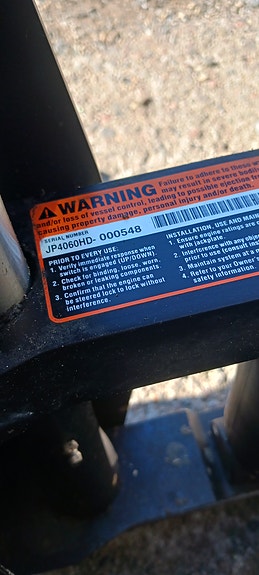 WARNING Failure to adhere to these w
may result in severe bodi
and/or loss of vessel control, leading to possible ejection
causing property damage, personal injury and/or death.
SERIAL NUMBER
JP4060HD- 000548
PRIOR TO EVERY USE:
1. Verify immediate response when
switch is engaged (UP/DOWN).
2. Check for binding, loose, worn,
broken or leaking components.
3. Confirm that the engine can
be steered lock to lock without
interference.
INSTALLATION, USE AND MAIN
1. Ensure engine ratings are
with jackplate.
2. Interference with any obje
prior to use constant ins
3. Maintain system at a m
4. Refer to your Owner'
safety information